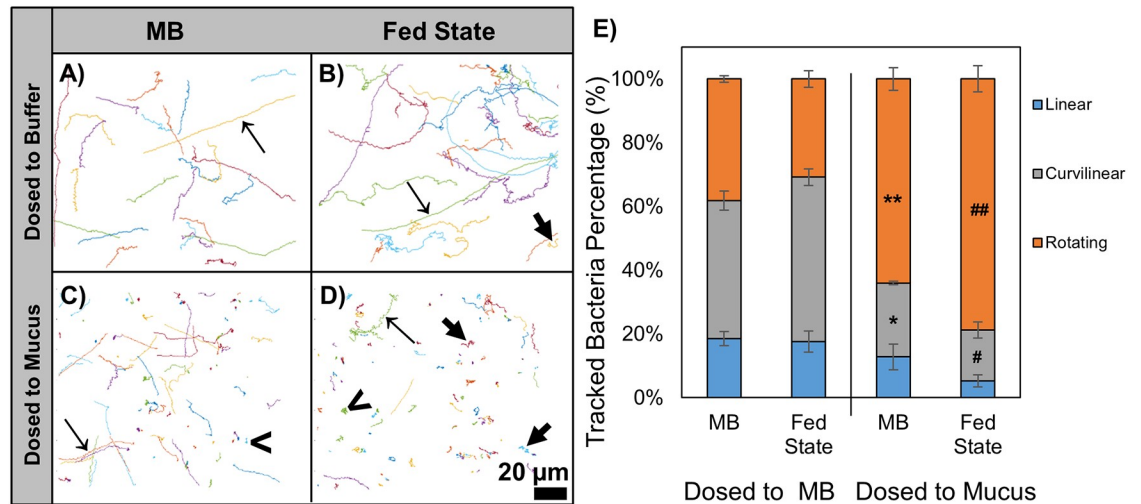 MB
Fed State
Dosed to Buffer
Dosed to Mucus
A)
B)
C)
D)
20 µm
E)
Tracked Bacteria Percentage (%)
100%
80%
60%
40%
20%
0%
**
##
*
#
MB
Fed
State
MB
Fed
State
Dosed to MB
Dosed to Mucus
Linear
Curvilinear
Rotating